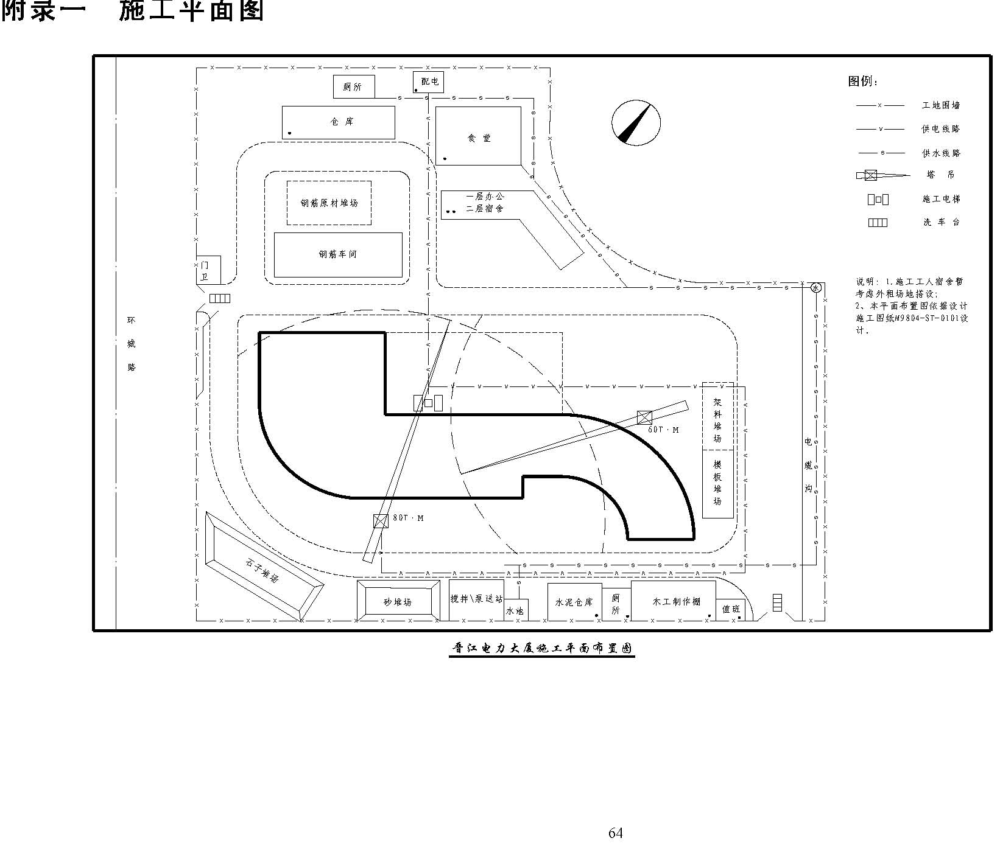 附录一 施工平面图
厕所
配电
仓 库
食 堂
一层办公
二层宿舍
钢筋原材堆场
钢筋车间
门
卫
环
城
路
图例:
工地围墙
供电线路
供水线路
塔 吊
施工电梯
洗 车 台
说明: 1.施工工人宿舍暂
考虑外租场地搭设;
2、本平面布置图依据设计
施工图纸M9804-ST-0101设
计.
水
架
料
堆
场
模
板
堆
场
60T·M
80T·M
电
缆
沟
石子堆场
砂堆场
搅拌\泵送站
水池
水泥仓库
厕
所
木工制作棚
值班
晋江电力大厦施工平面布置图
64